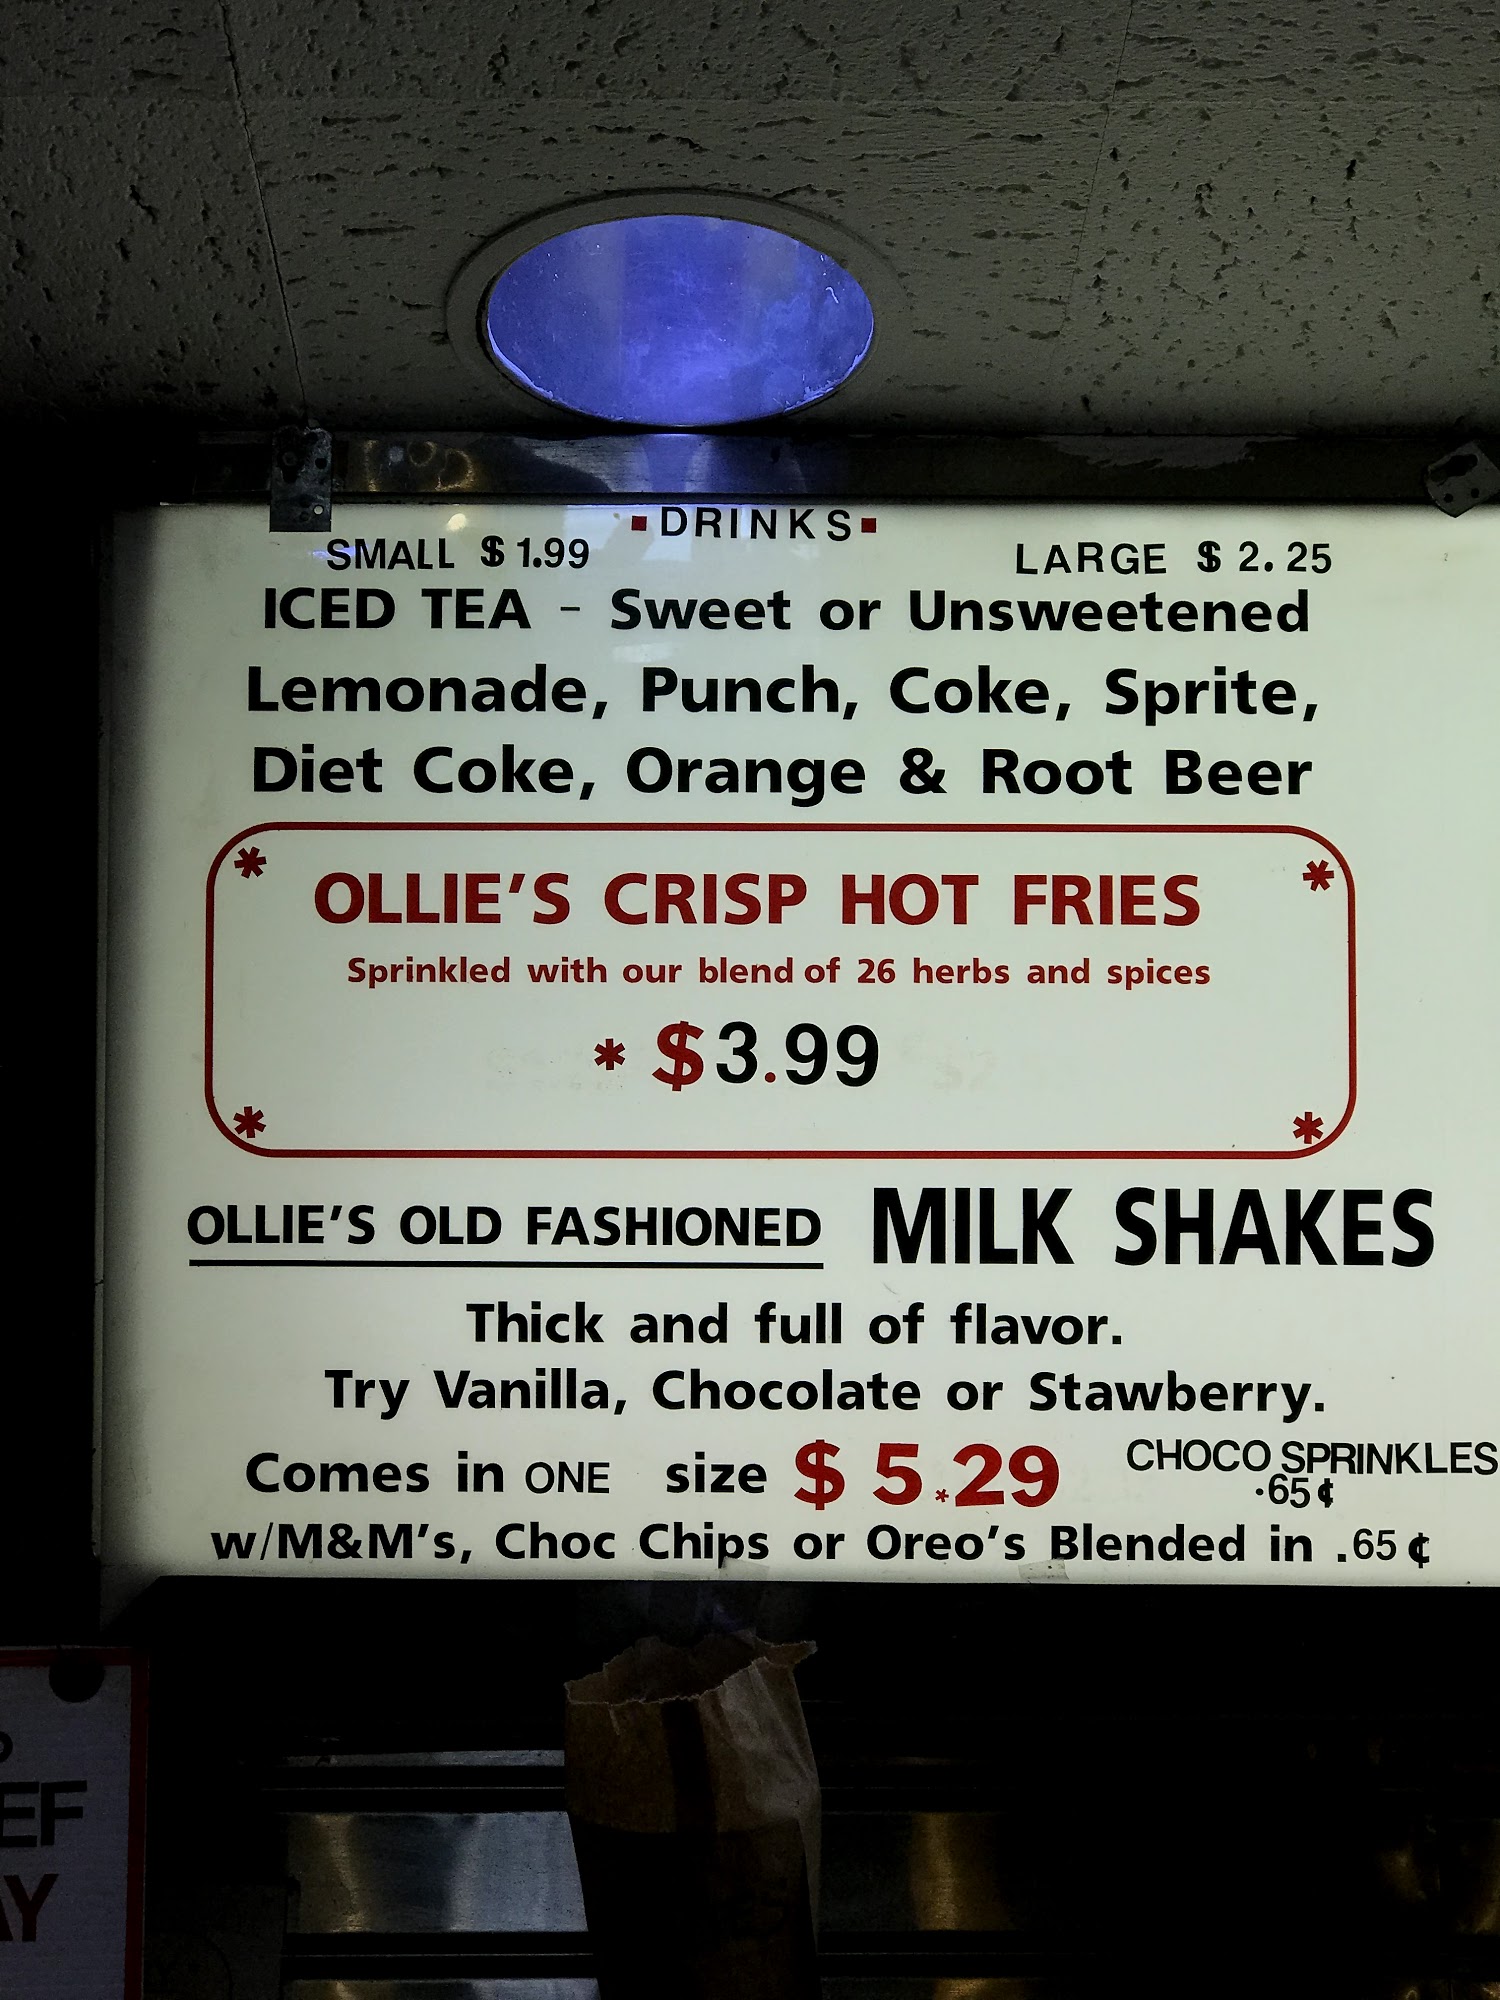 ▪DRINKS▪
SMALL $1.99 LARGE $2.25
ICED TEA - Sweet or Unsweetened
Lemonade, Punch, Coke, Sprite,
Diet Coke, Orange & Root Beer
* *
OLLIE'S CRISP HOT FRIES
Sprinkled with our blend of 26 herbs and spices
* $3.99
* *
OLLIE'S OLD FASHIONED MILK SHAKES
Thick and full of flavor.
Try Vanilla, Chocolate or Stawberry.
Comes in ONE size $5.29 CHOCO SPRINKLES
.65¢
w/M&M's, Choc Chips or Oreo's Blended in .65¢